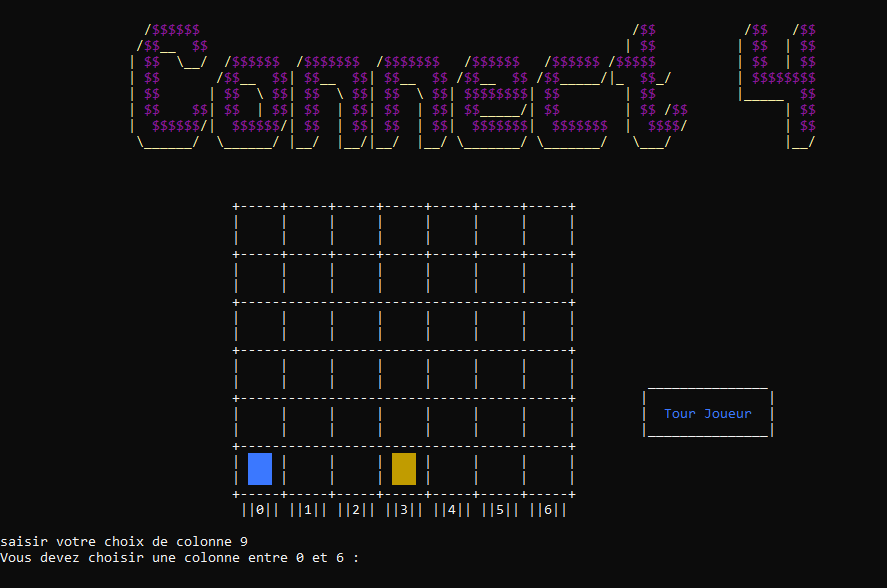 Connect 4
Tour Joueur
||0|| ||1|| ||2|| ||3|| ||4|| ||5|| ||6||
saisir votre choix de colonne 9
Vous devez choisir une colonne entre 0 et 6 :